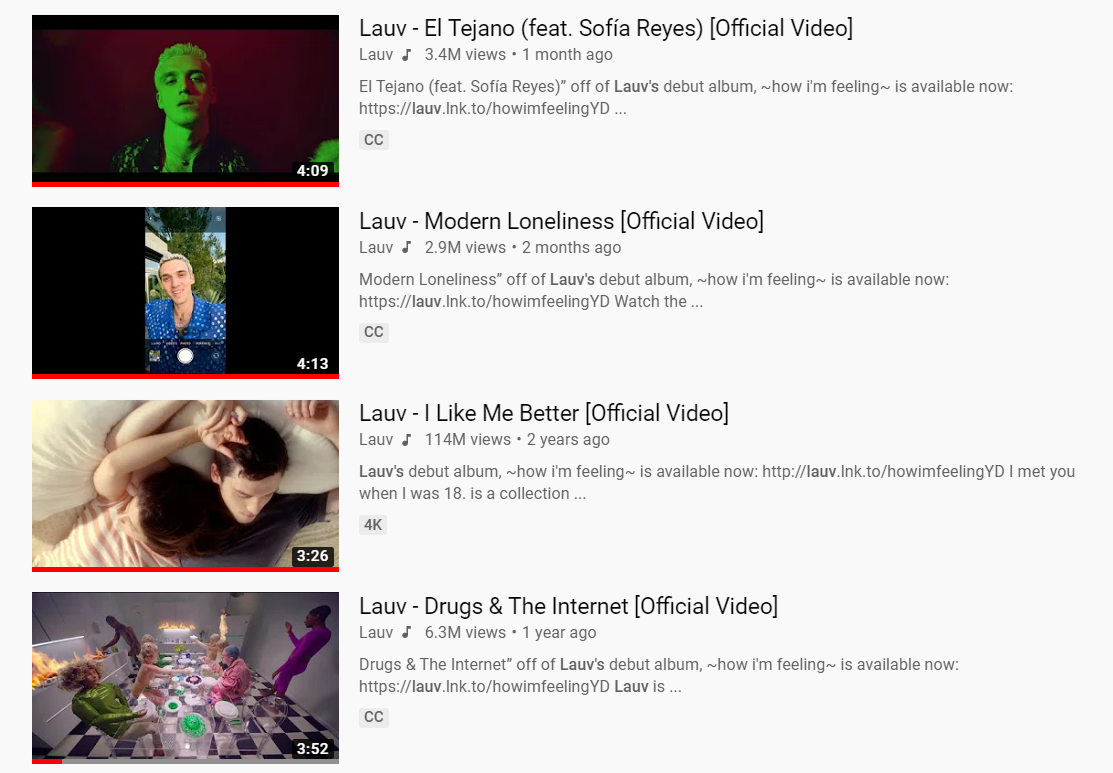 Lauv - El Tejano (feat. Sofía Reyes) [Official Video]
Lauv 3.4M views • 1 month ago
El Tejano (feat. Sofía Reyes)” off of Lauv's debut album, ~how i'm feeling~ is available now:
https://lauv.lnk.to/howimfeelingYD ...
CC
4:09
Lauv - Modern Loneliness [Official Video]
Lauv 2.9M views • 2 months ago
Modern Loneliness” off of Lauv's debut album, ~how i'm feeling~ is available now:
https://lauv.lnk.to/howimfeelingYD Watch the ...
CC
4:13
Lauv - I Like Me Better [Official Video]
Lauv 114M views • 2 years ago
Lauv's debut album, ~how i'm feeling~ is available now: http://lauv.lnk.to/howimfeelingYD I met you
when I was 18. is a collection ...
4K
3:26
Lauv - Drugs & The Internet [Official Video]
Lauv 6.3M views • 1 year ago
Drugs & The Internet” off of Lauv's debut album, ~how i'm feeling~ is available now:
https://lauv.lnk.to/howimfeelingYD Lauv is ...
CC
3:52